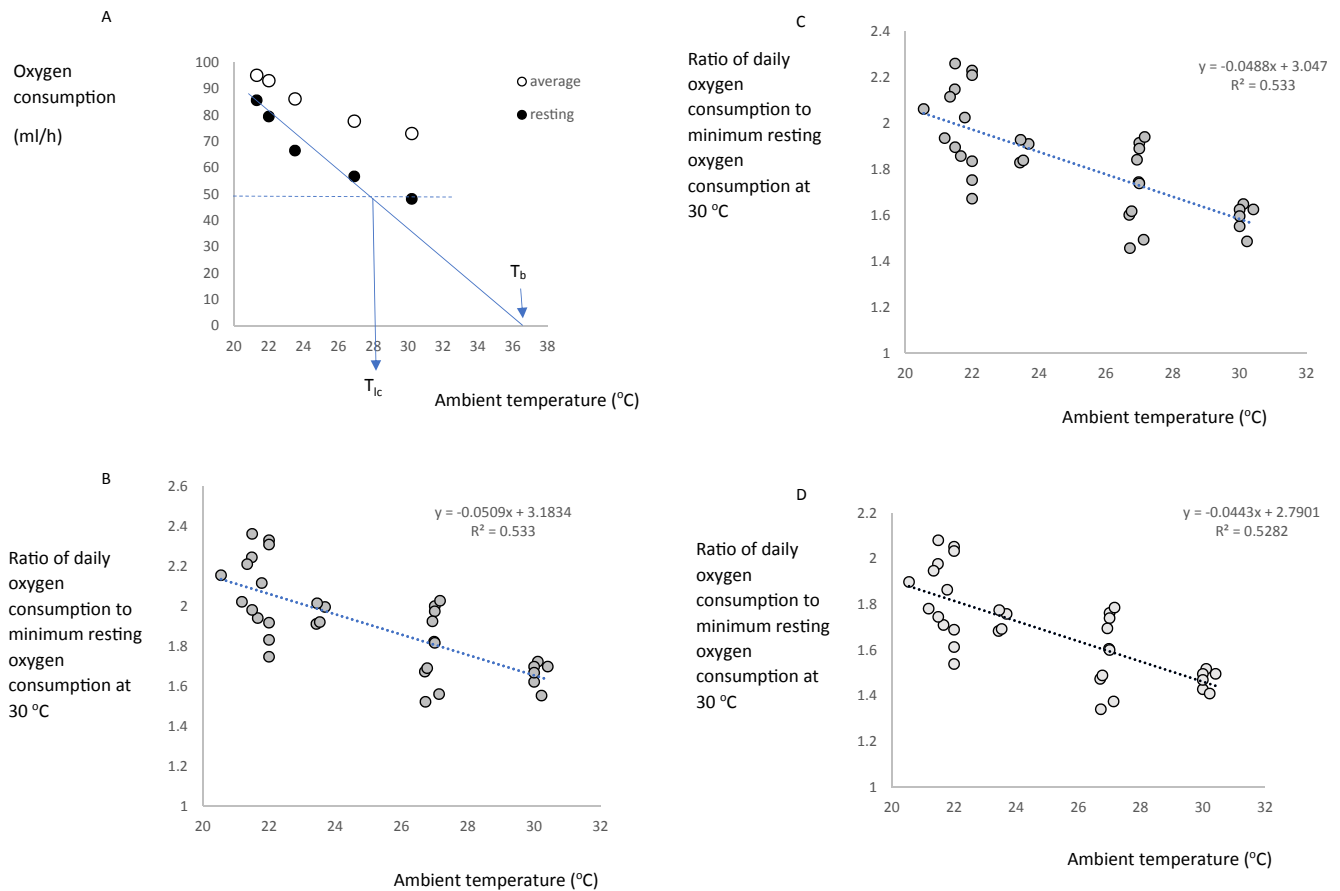 A
Oxygen
consumption
(ml/h)
100
90
80
70
60
50
40
30
20
10
0
average
resting
T_b
20 22 24 26 28 30 32 34 36 38
T_lc
Ambient temperature (°C)
C
Ratio of daily
oxygen
consumption to
minimum resting
oxygen
consumption at
30 °C
2.4
2.2
2
1.8
1.6
1.4
1.2
1
y = -0.0488x + 3.047
R² = 0.533
20 22 24 26 28 30 32
Ambient temperature (°C)
B
Ratio of daily
oxygen
consumption to
minimum resting
oxygen
consumption at
30 °C
2.6
2.4
2.2
2
1.8
1.6
1.4
1.2
1
y = -0.0509x + 3.1834
R² = 0.533
20 22 24 26 28 30 32
Ambient temperature (°C)
D
Ratio of daily
oxygen
consumption to
minimum resting
oxygen
consumption at
30 °C
2.2
2
1.8
1.6
1.4
1.2
1
y = -0.0443x + 2.7901
R² = 0.5282
20 22 24 26 28 30 32
Ambient temperature (°C)